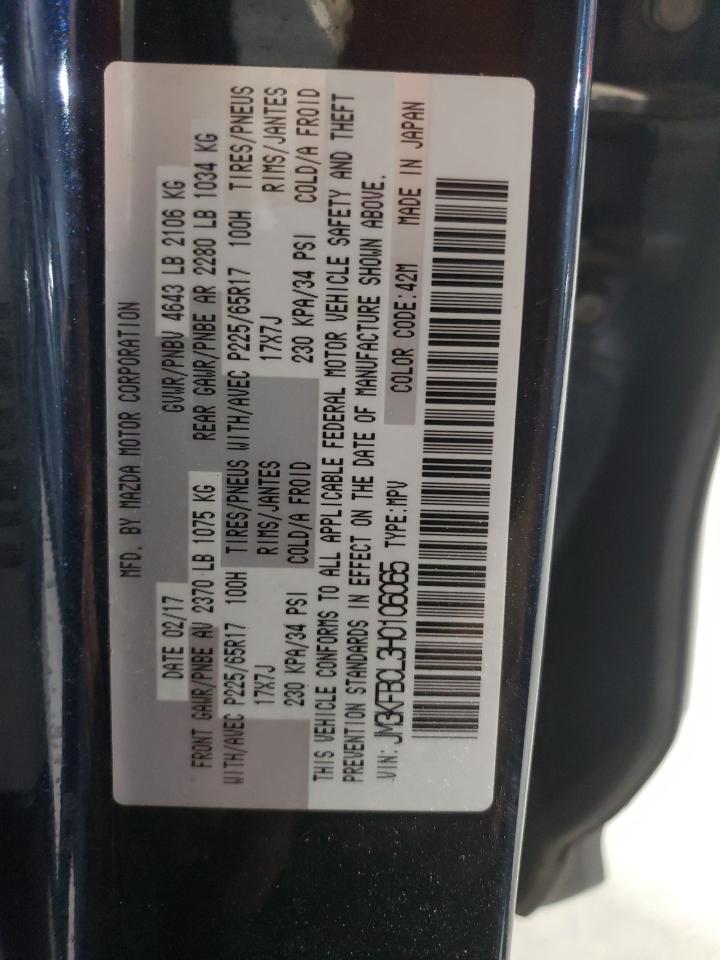 MFD. BY MAZDA MOTOR CORPORATION
DATE 02/17 GVWR/PNBV 4643 LB 2106 KG
FRONT GAWR/PNBE AV 2370 LB 1075 KG REAR GAWR/PNBE AR 2280 LB 1034 KG
WITH/AVEC P225/65R17 100H TIRES/PNEUS WITH/AVEC P225/65R17 100H TIRES/PNEUS
17X7J RIMS/JANTES 17X7J RIMS/JANTES
230 KPA/34 PSI COLD/A FROID 230 KPA/34 PSI COLD/A FROID
THIS VEHICLE CONFORMS TO ALL APPLICABLE FEDERAL MOTOR VEHICLE SAFETY AND THEFT
PREVENTION STANDARDS IN EFFECT ON THE DATE OF MANUFACTURE SHOWN ABOVE.
VIN: JM3KFBCL3H0106065 TYPE:MPV COLOR CODE:42M MADE IN JAPAN